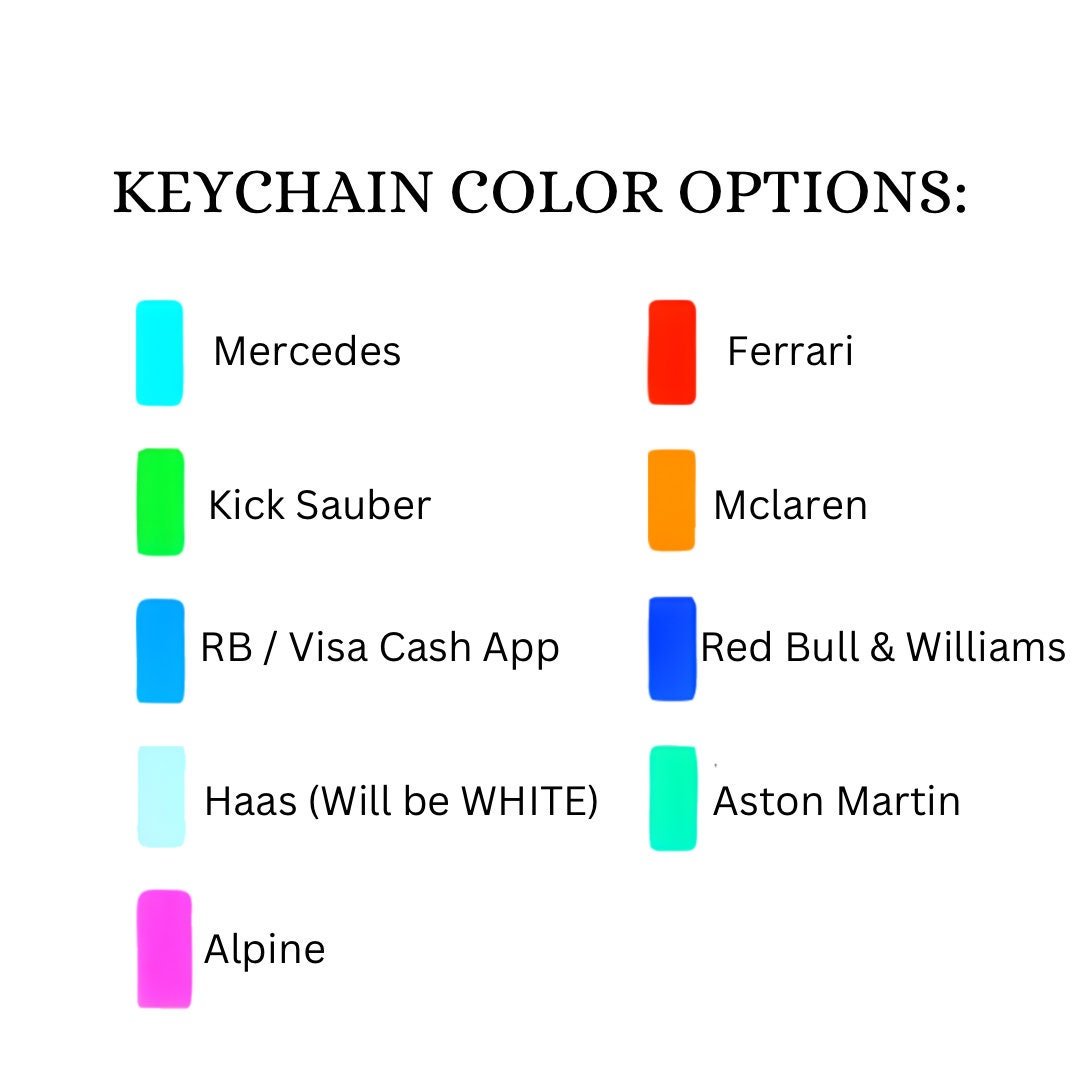 KEYCHAIN COLOR OPTIONS:
Mercedes
Ferrari
Kick Sauber
Mclaren
RB / Visa Cash App
Red Bull & Williams
Haas (Will be WHITE)
Aston Martin
Alpine